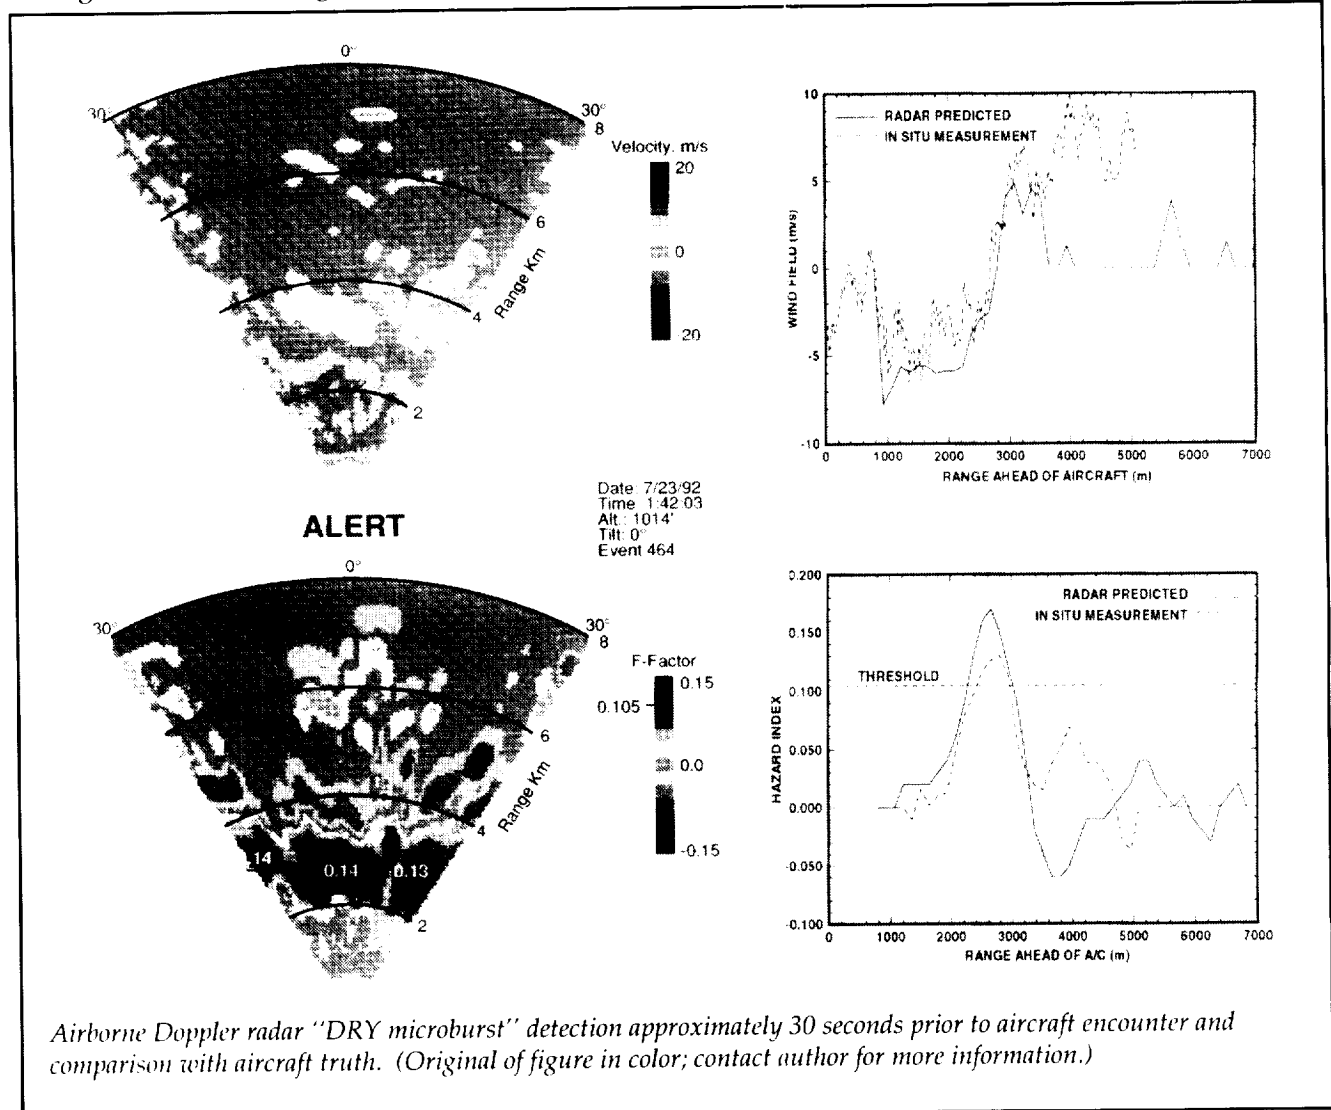 0°
30°
30°
8
6
4
2
Range Km
Velocity, m/s
20
0
20
RADAR PREDICTED
IN SITU MEASUREMENT
10
5
0
-5
-10
WIND FIELD (m/s)
0 1000 2000 3000 4000 5000 6000 7000
RANGE AHEAD OF AIRCRAFT (m)
Date: 7/23/92
Time 1:42:03
Alt.: 1014'
Tilt: 0°
Event 464
ALERT
0°
30°
30°
8
6
4
2
Range Km
.14
0.14
0.13
F-Factor
0.15
0.105
0.0
-0.15
RADAR PREDICTED
IN SITU MEASUREMENT
THRESHOLD
0.200
0.150
0.100
0.050
0.000
-0.050
-0.100
HAZARD INDEX
0 1000 2000 3000 4000 5000 6000 7000
RANGE AHEAD OF A/C (m)
Airborne Doppler radar "DRY microburst" detection approximately 30 seconds prior to aircraft encounter and
comparison with aircraft truth. (Original of figure in color; contact author for more information.)